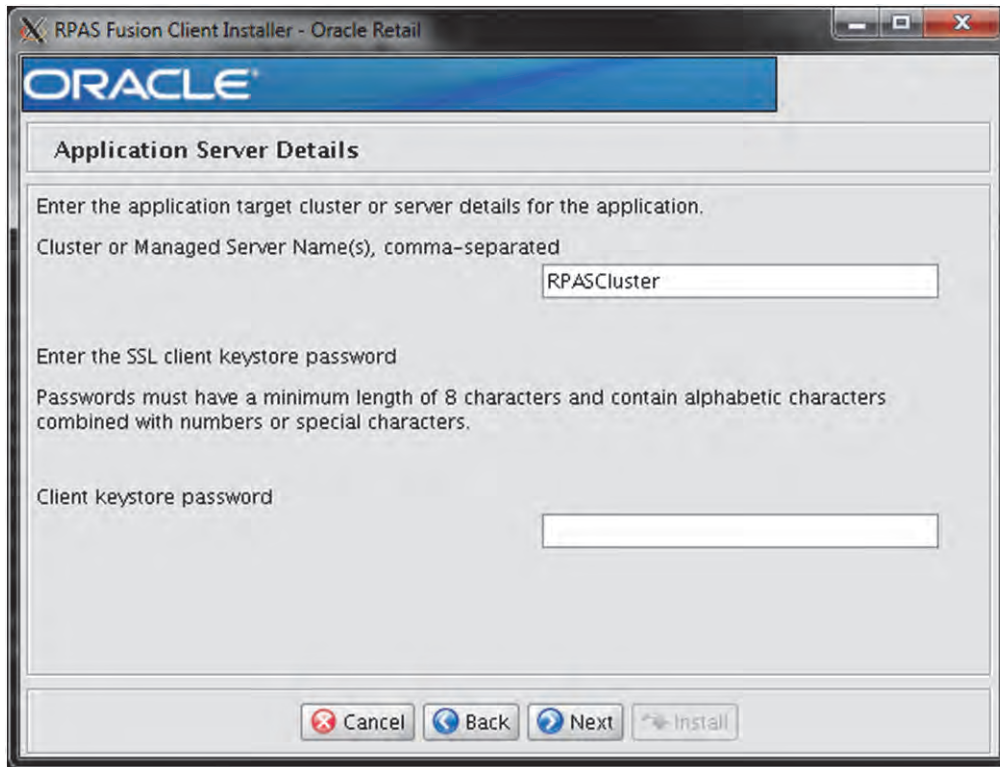 RPAS Fusion Client Installer - Oracle Retail
ORACLE®
Application Server Details
Enter the application target cluster or server details for the application.
Cluster or Managed Server Name(s), comma-separated
RPASCluster
Enter the SSL client keystore password
Passwords must have a minimum length of 8 characters and contain alphabetic characters
combined with numbers or special characters.
Client keystore password
Cancel Back Next Install